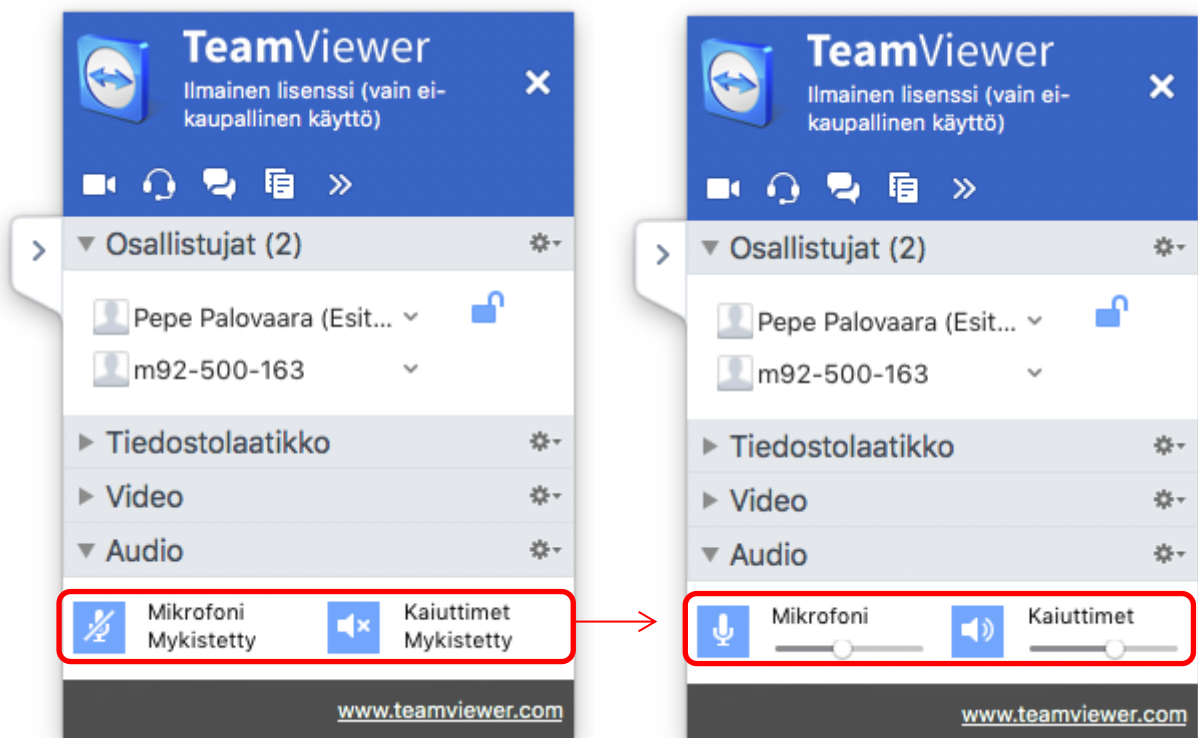 TeamViewer
Ilmainen lisenssi (vain ei-
kaupallinen käyttö)
Osallistujat (2)
Pepe Palovaara (Esit...
m92-500-163
Tiedostolaatikko
Video
Audio
Mikrofoni
Mykistetty
Kaiuttimet
Mykistetty
www.teamviewer.com
TeamViewer
Ilmainen lisenssi (vain ei-
kaupallinen käyttö)
Osallistujat (2)
Pepe Palovaara (Esit...
m92-500-163
Tiedostolaatikko
Video
Audio
Mikrofoni
Kaiuttimet
www.teamviewer.com